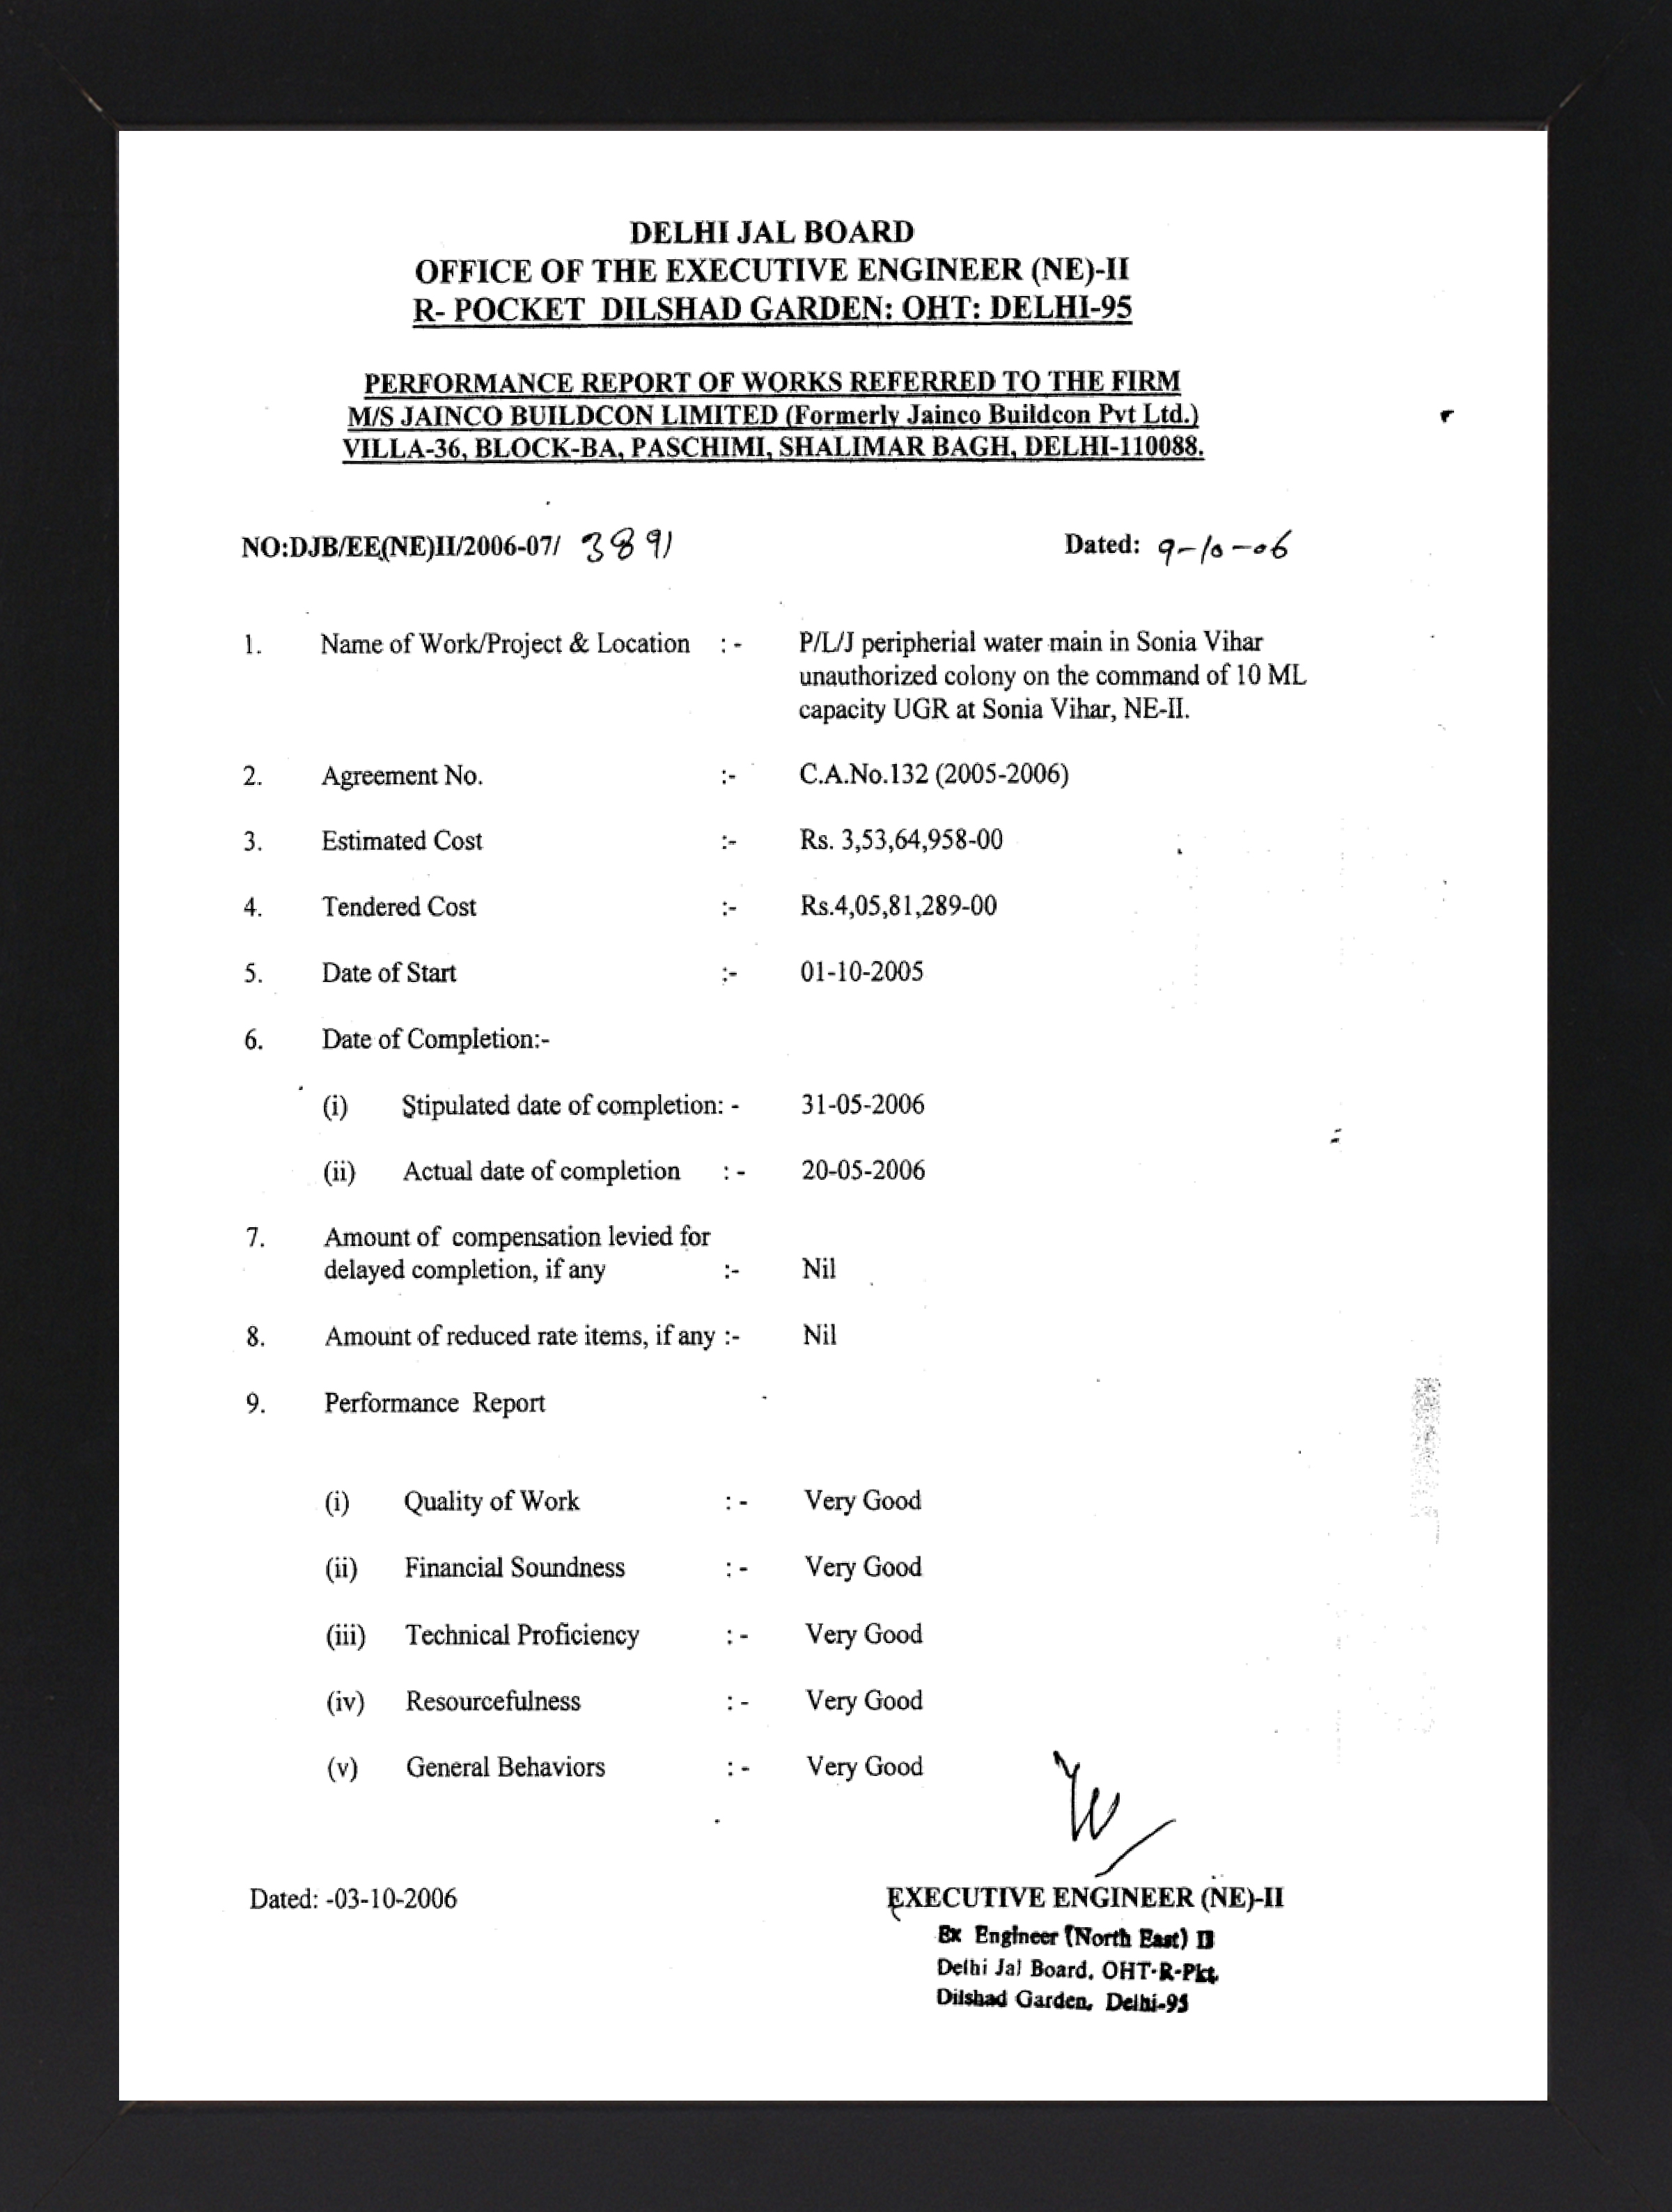 DELHI JAL BOARD
OFFICE OF THE EXECUTIVE ENGINEER (NE)-II
R- POCKET DILSHAD GARDEN: OHT: DELHI-95
PERFORMANCE REPORT OF WORKS REFERRED TO THE FIRM
M/S JAINCO BUILDCON LIMITED (Formerly Jainco Buildcon Pvt Ltd.)
VILLA-36, BLOCK-BA, PASCHIMI, SHALIMAR BAGH, DELHI-110088.
NO:DJB/EE(NE)II/2006-07/ 3891 Dated: 9-10-06
1. Name of Work/Project & Location :- P/L/J peripherial water main in Sonia Vihar
unauthorized colony on the command of 10 ML
capacity UGR at Sonia Vihar, NE-II.
2. Agreement No. :- C.A.No.132 (2005-2006)
3. Estimated Cost :- Rs. 3,53,64,958-00
4. Tendered Cost :- Rs.4,05,81,289-00
5. Date of Start :- 01-10-2005
6. Date of Completion:-
(i) Stipulated date of completion: - 31-05-2006
(ii) Actual date of completion : - 20-05-2006
7. Amount of compensation levied for
delayed completion, if any :- Nil
8. Amount of reduced rate items, if any :- Nil
9. Performance Report
(i) Quality of Work : - Very Good
(ii) Financial Soundness : - Very Good
(iii) Technical Proficiency : - Very Good
(iv) Resourcefulness : - Very Good
(v) General Behaviors : - Very Good
Dated: -03-10-2006 EXECUTIVE ENGINEER (NE)-II
Ex Engineer (North East) II
Delhi Jal Board, OHT-R-Pkt.
Dilshad Garden, Delhi-95